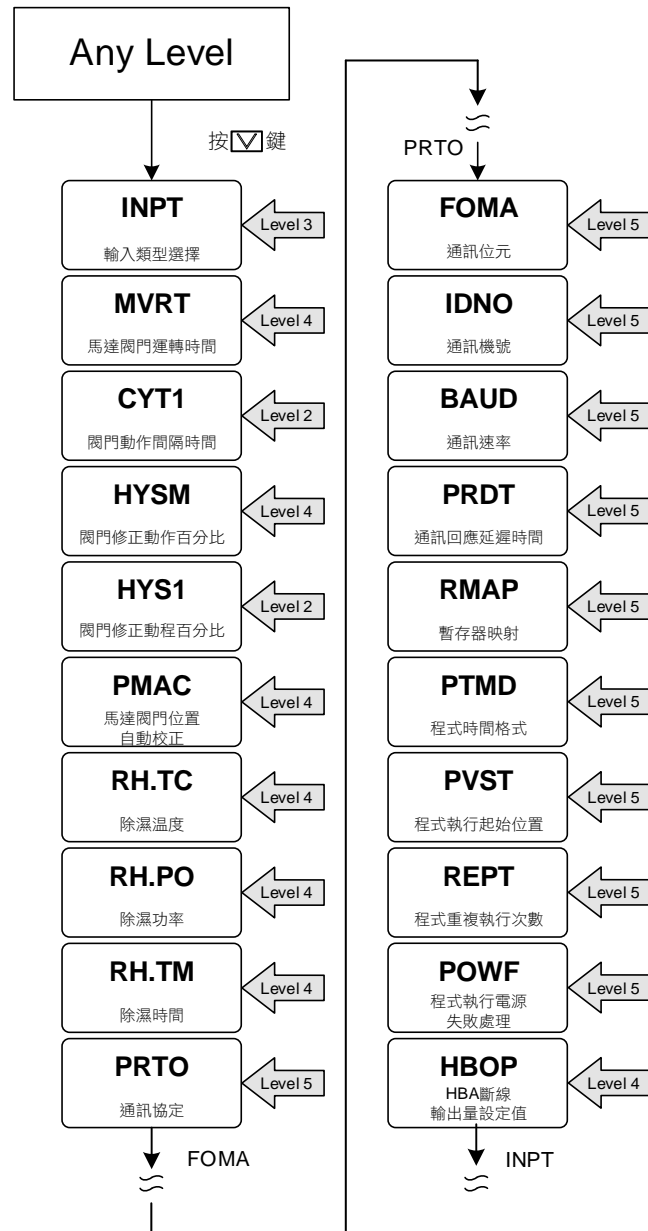 Any Level
按鍵
INPT
輸入類型選擇
Level 3
MVRT
馬達閥門運轉時間
Level 4
CYT1
閥門動作間隔時間
Level 2
HYSM
閥門修正動作百分比
Level 4
HYS1
閥門修正動程百分比
Level 2
PMAC
馬達閥門位置
自動校正
Level 4
RH.TC
除濕温度
Level 4
RH.PO
除濕功率
Level 4
RH.TM
除濕時間
Level 4
PRTO
通訊協定
Level 5
FOMA
PRTO
FOMA
通訊位元
Level 5
IDNO
通訊機號
Level 5
BAUD
通訊速率
Level 5
PRDT
通訊回應延遲時間
Level 5
RMAP
暫存器映射
Level 5
PTMD
程式時間格式
Level 5
PVST
程式執行起始位置
Level 5
REPT
程式重複執行次數
Level 5
POWF
程式執行電源
失敗處理
Level 5
HBOP
HBA斷線
輸出量設定值
Level 4
INPT